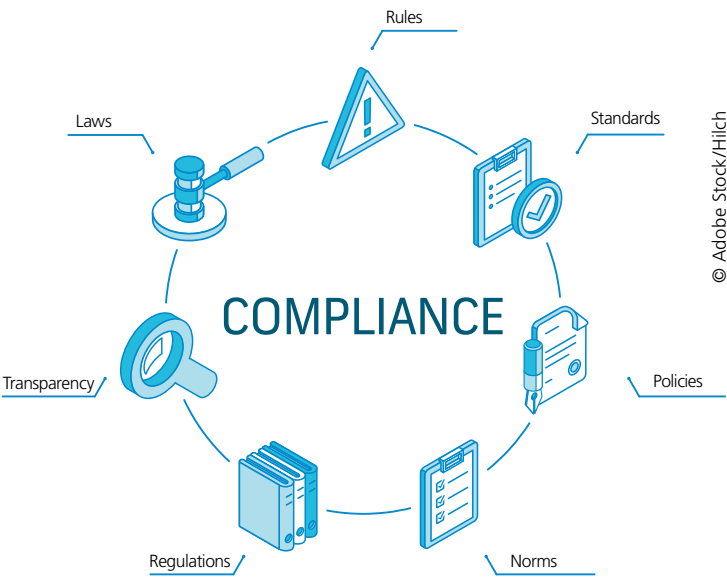 Rules
Laws
Standards
© Adobe Stock/Hilch
COMPLIANCE
Transparency
Policies
Regulations
Norms